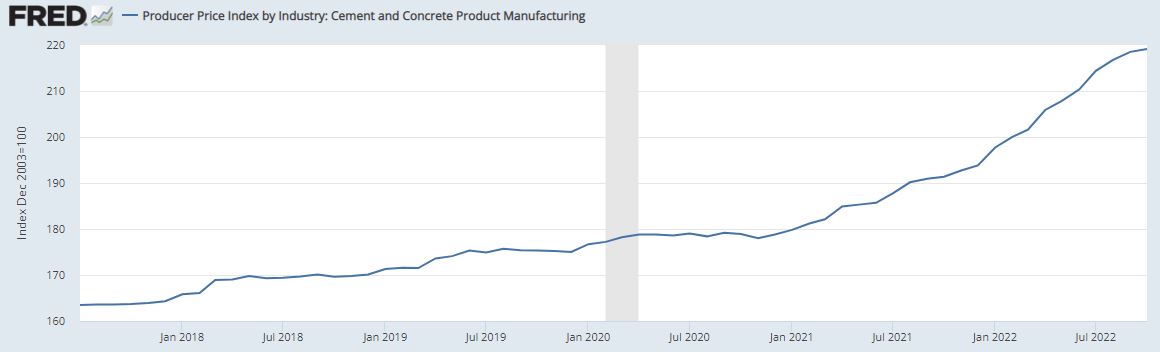 FRED
Producer Price Index by Industry: Cement and Concrete Product Manufacturing
Index Dec 2003=100
220
210
200
190
180
170
160
Jan 2018
Jul 2018
Jan 2019
Jul 2019
Jan 2020
Jul 2020
Jan 2021
Jul 2021
Jan 2022
Jul 2022